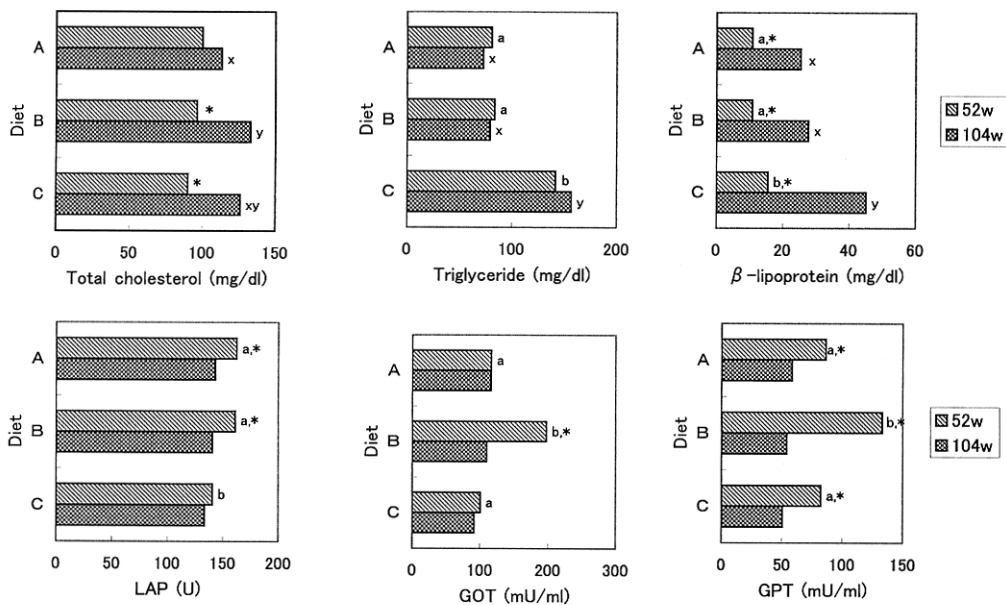 Diet
A
x
B
*
y
C
*
xy
0
50
100
150
Total cholesterol (mg/dl)
A
a
x
B
a
x
C
b
y
0
100
200
Triglyceride (mg/dl)
Diet
A
a,*
x
B
a,*
x
C
b,*
y
0
20
40
60
β-lipoprotein (mg/dl)
52w
104w
Diet
A
a,*
B
a,*
C
b
0
50
100
150
200
LAP (U)
Diet
A
a
B
b,*
C
a
0
100
200
300
GOT (mU/ml)
Diet
A
a,*
B
b,*
C
a,*
0
50
100
150
GPT (mU/ml)
52w
104w